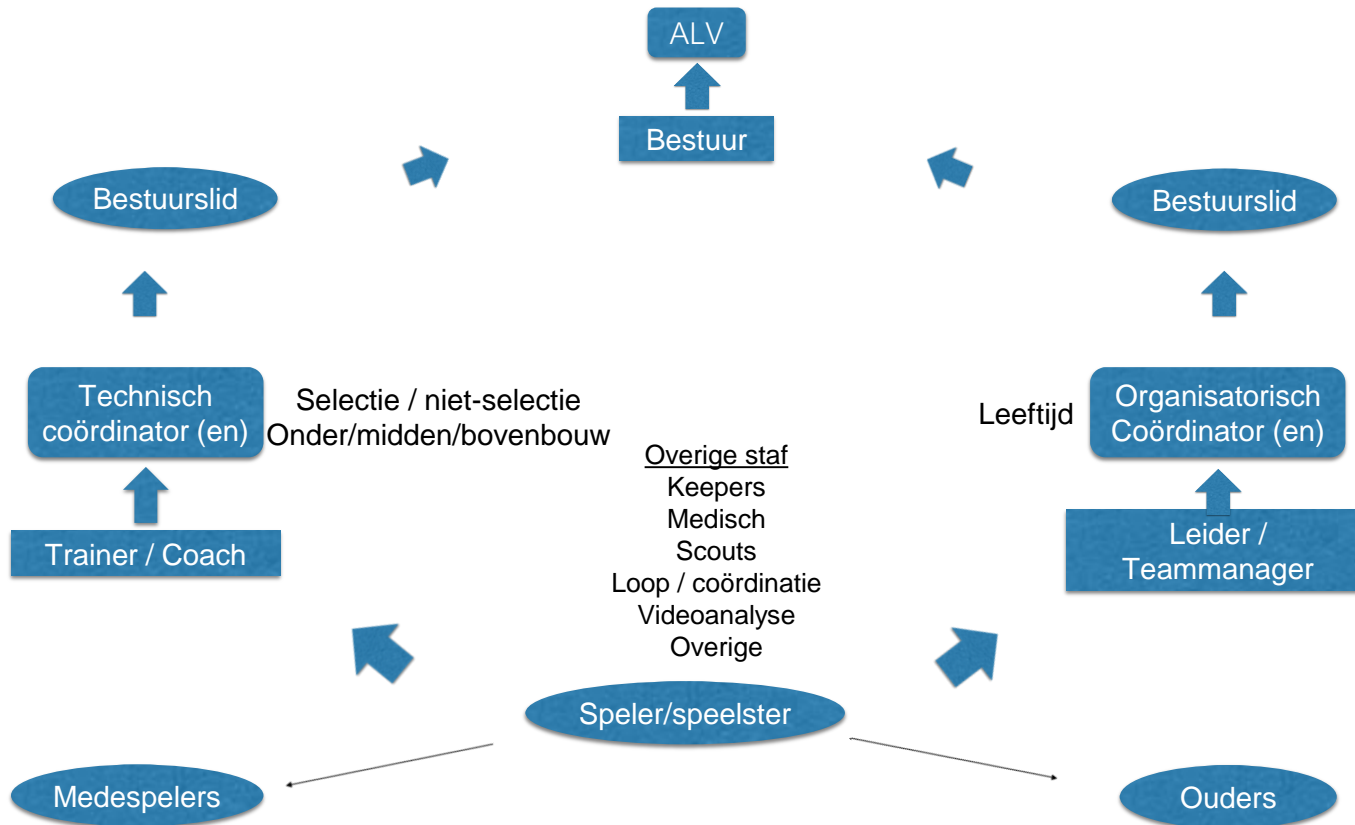 ALV
Bestuur
Bestuurslid
Bestuurslid
Technisch
coördinator (en)
Selectie / niet-selectie
Onder/midden/bovenbouw
Leeftijd
Organisatorisch
Coördinator (en)
Overige staf
Keepers
Medisch
Scouts
Loop / coördinatie
Videoanalyse
Overige
Trainer / Coach
Leider /
Teammanager
Speler/speelster
Medespelers
Ouders